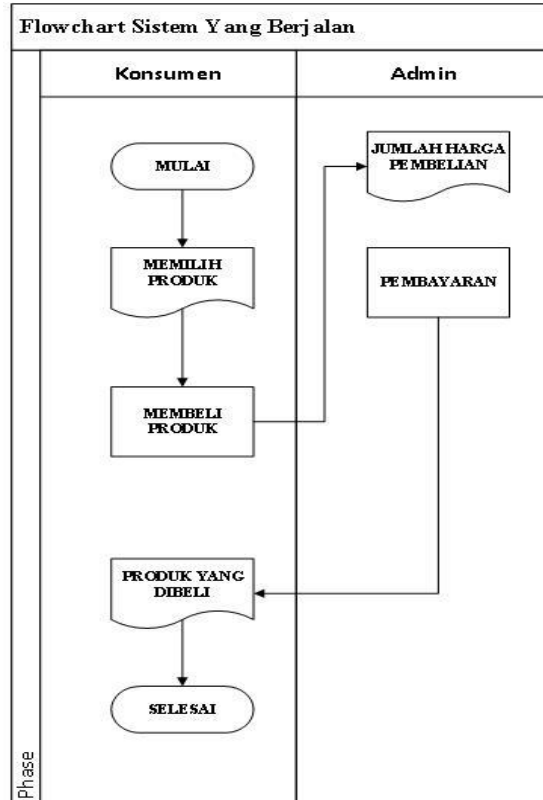 Flowchart Sistem Yang Berjalan
Konsumen
Admin
MULAI
JUMLAH HARGA
PEMBELIAN
MEMILIH
PRODUK
PEMBAYARAN
MEMBELI
PRODUK
PRODUK YANG
DIBELI
SELESAI
Phase